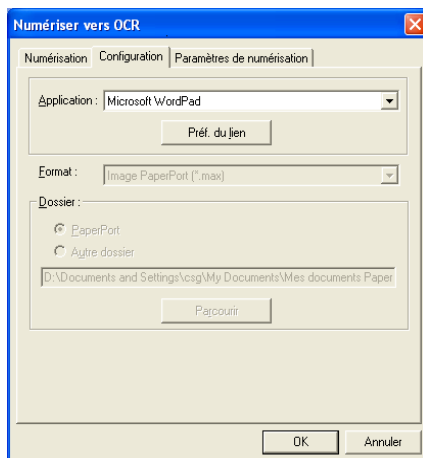 Numériser vers OCR
Numérisation Configuration Paramètres de numérisation
Application : Microsoft WordPad
Préf. du lien
Format : Image PaperPort (*.max)
Dossier :
PaperPort
Autre dossier
D:\Documents and Settings\csg\My Documents\Mes documents Paper
Parcourir
OK Annuler